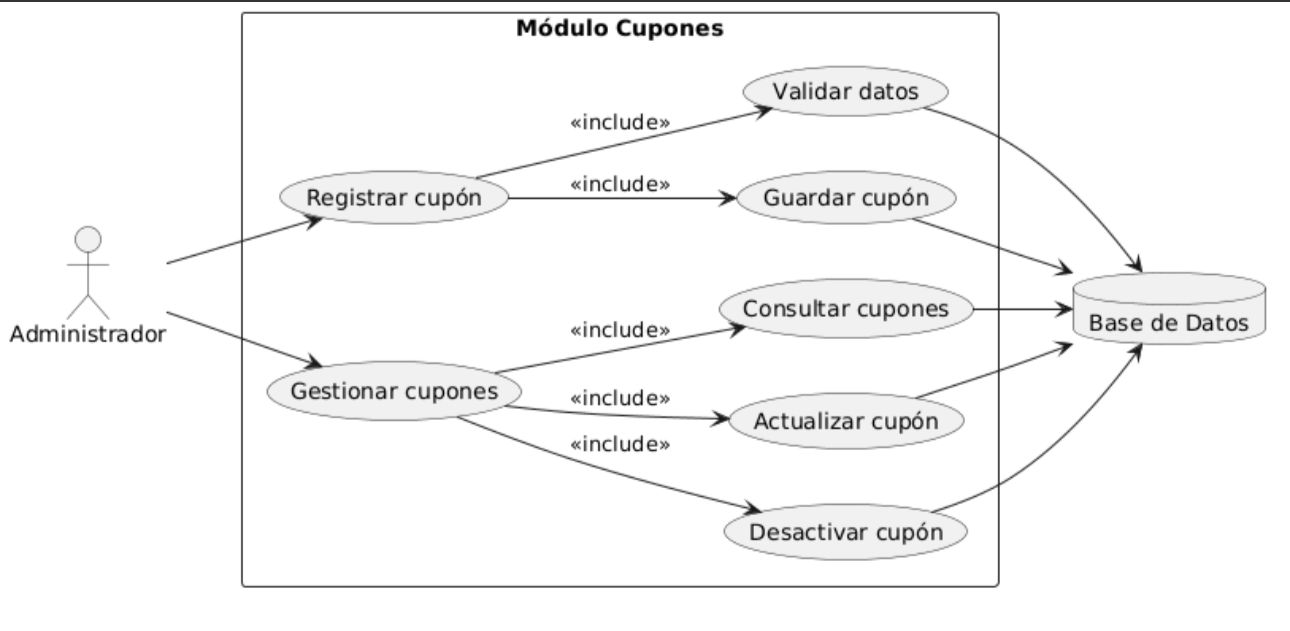 Módulo Cupones
Validar datos
«include»
«include»
Registrar cupón
Guardar cupón
Administrador
«include»
Consultar cupones
Base de Datos
Gestionar cupones
«include»
Actualizar cupón
«include»
Desactivar cupón